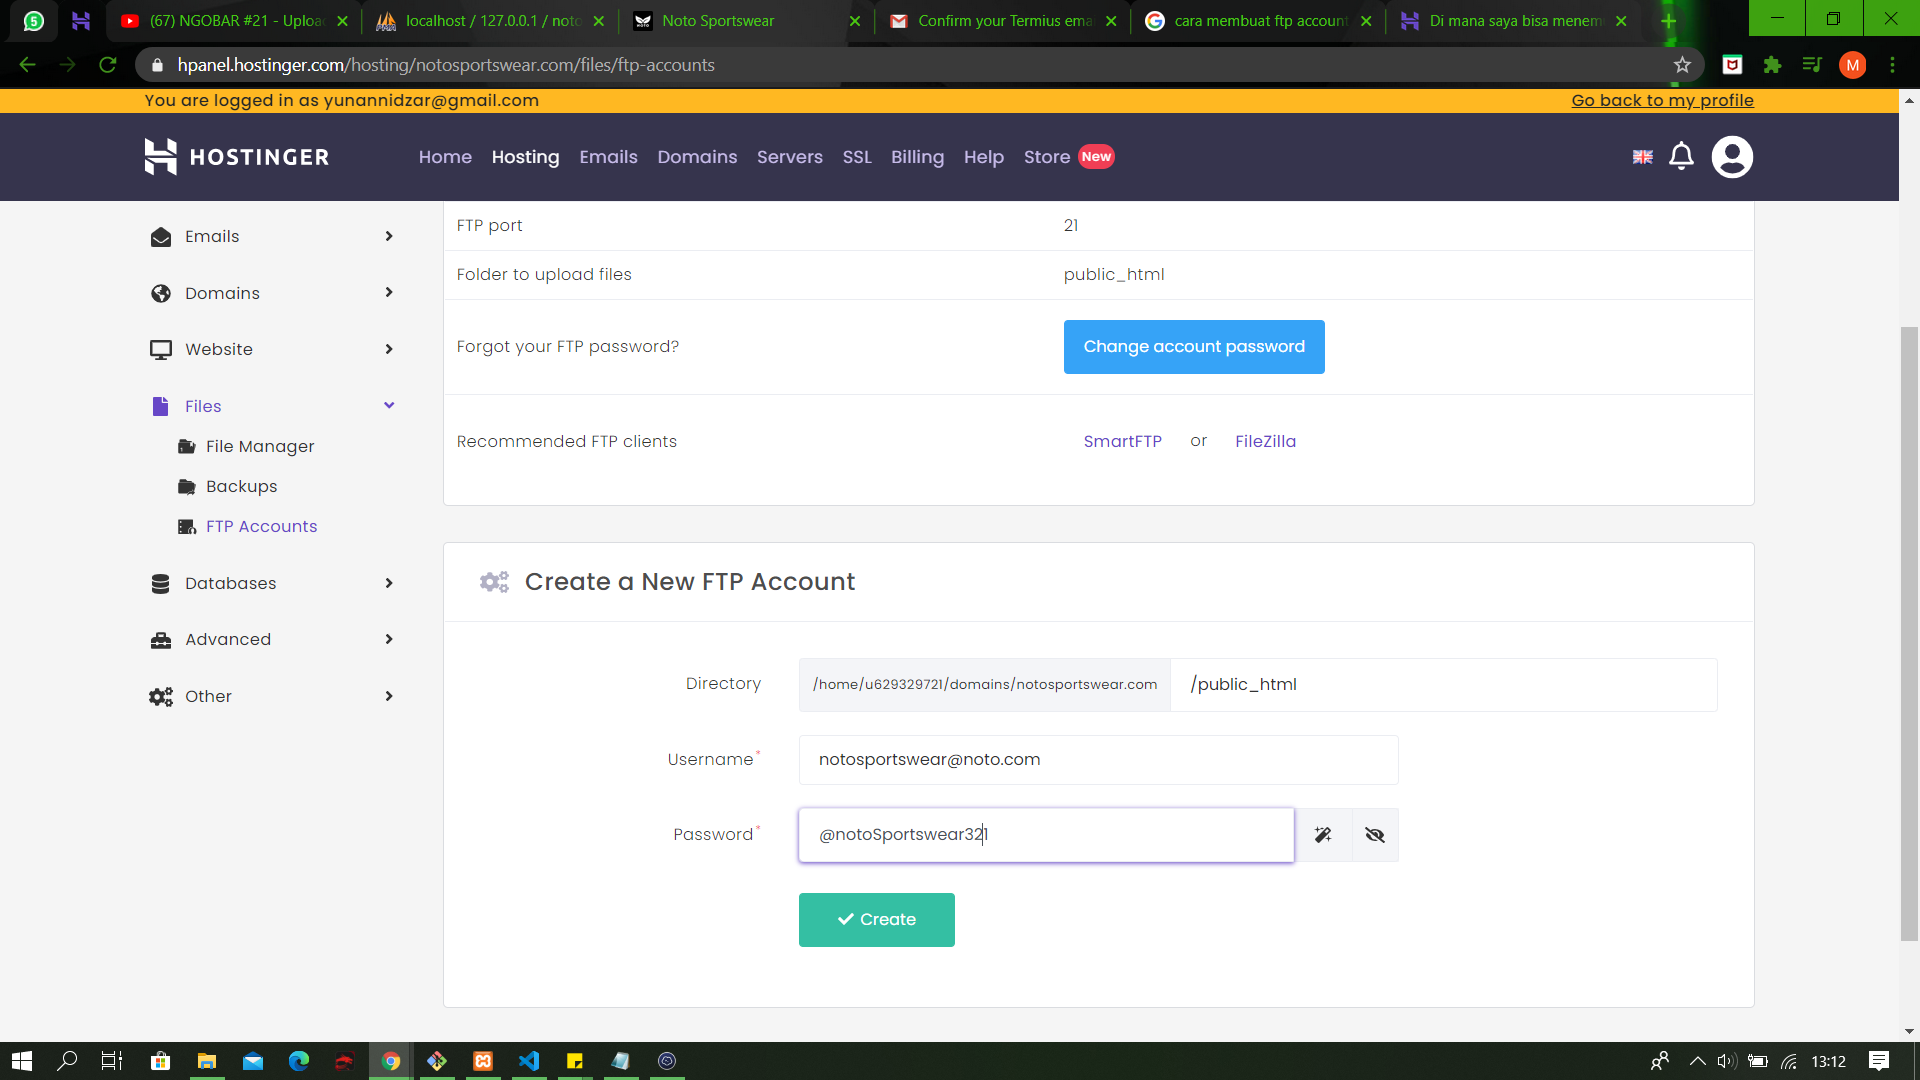 5
(67) NGOBAR #21 - Uploa
localhost / 127.0.0.1 / noto
Noto Sportswear
Confirm your Termius ema
cara membuat ftp account
Di mana saya bisa menem
hpanel.hostinger.com/hosting/notosportswear.com/files/ftp-accounts
M
You are logged in as yunannidzar@gmail.com
Go back to my profile
HOSTINGER
Home
Hosting
Emails
Domains
Servers
SSL
Billing
Help
Store
New
Emails
Domains
Website
Files
File Manager
Backups
FTP Accounts
Databases
Advanced
Other
FTP port
21
Folder to upload files
public_html
Forgot your FTP password?
Change account password
Recommended FTP clients
SmartFTP or FileZilla
Create a New FTP Account
Directory
/home/u629329721/domains/notosportswear.com
/public_html
Username*
notosportswear@noto.com
Password*
@notoSportswear321
Create
13:12